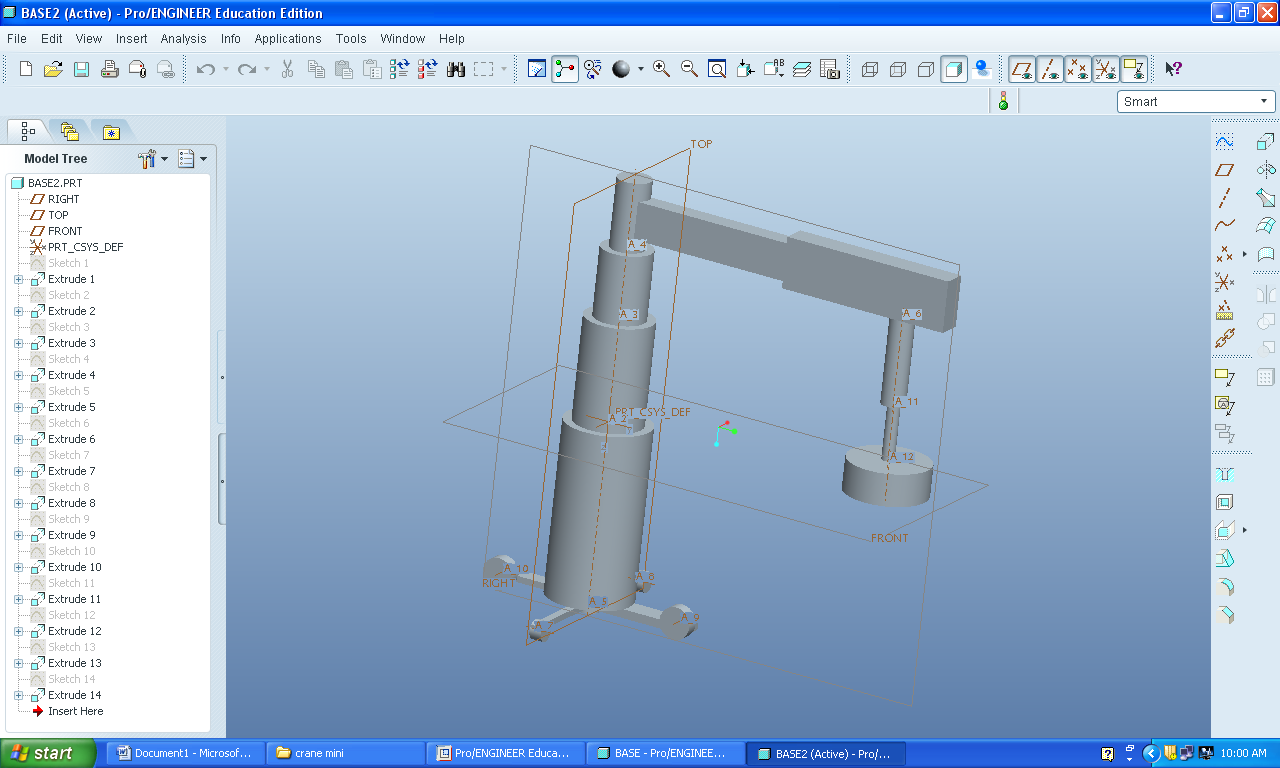 BASE2 (Active) - Pro/ENGINEER Education Edition
File Edit View Insert Analysis Info Applications Tools Window Help
Smart
Model Tree
BASE2.PRT
RIGHT
TOP
FRONT
PRT_CSYS_DEF
Sketch 1
Extrude 1
Sketch 2
Extrude 2
Sketch 3
Extrude 3
Sketch 4
Extrude 4
Sketch 5
Extrude 5
Sketch 6
Extrude 6
Sketch 7
Extrude 7
Sketch 8
Extrude 8
Sketch 9
Extrude 9
Sketch 10
Extrude 10
Sketch 11
Extrude 11
Sketch 12
Extrude 12
Sketch 13
Extrude 13
Sketch 14
Extrude 14
Insert Here
TOP
A_4
A_3
A_6
A_11
PRT_CSYS_DEF
A_2
A_12
FRONT
A_10
RIGHT
A_5
A_7
A_9
start
Document1 - Microsof...
crane mini
Pro/ENGINEER Educa...
BASE - Pro/ENGINEE...
BASE2 (Active) - Pro/...
10:00 AM